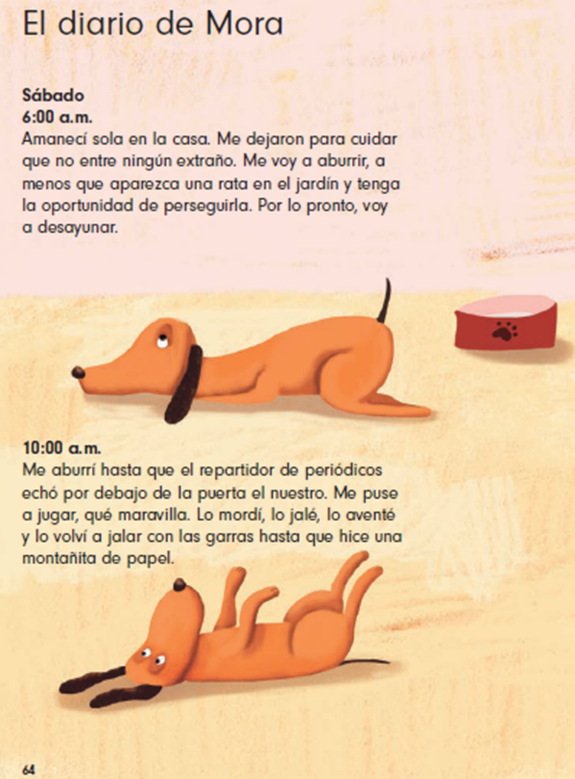 El diario de Mora
Sábado
6:00 a.m.
Amanecí sola en la casa. Me dejaron para cuidar
que no entre ningún extraño. Me voy a aburrir, a
menos que aparezca una rata en el jardín y tenga
la oportunidad de perseguirla. Por lo pronto, voy
a desayunar.
10:00 a.m.
Me aburrí hasta que el repartidor de periódicos
echó por debajo de la puerta el nuestro. Me puse
a jugar, qué maravilla. Lo mordí, lo jalé, lo aventé
y lo volví a jalar con las garras hasta que hice una
montañita de papel.
64